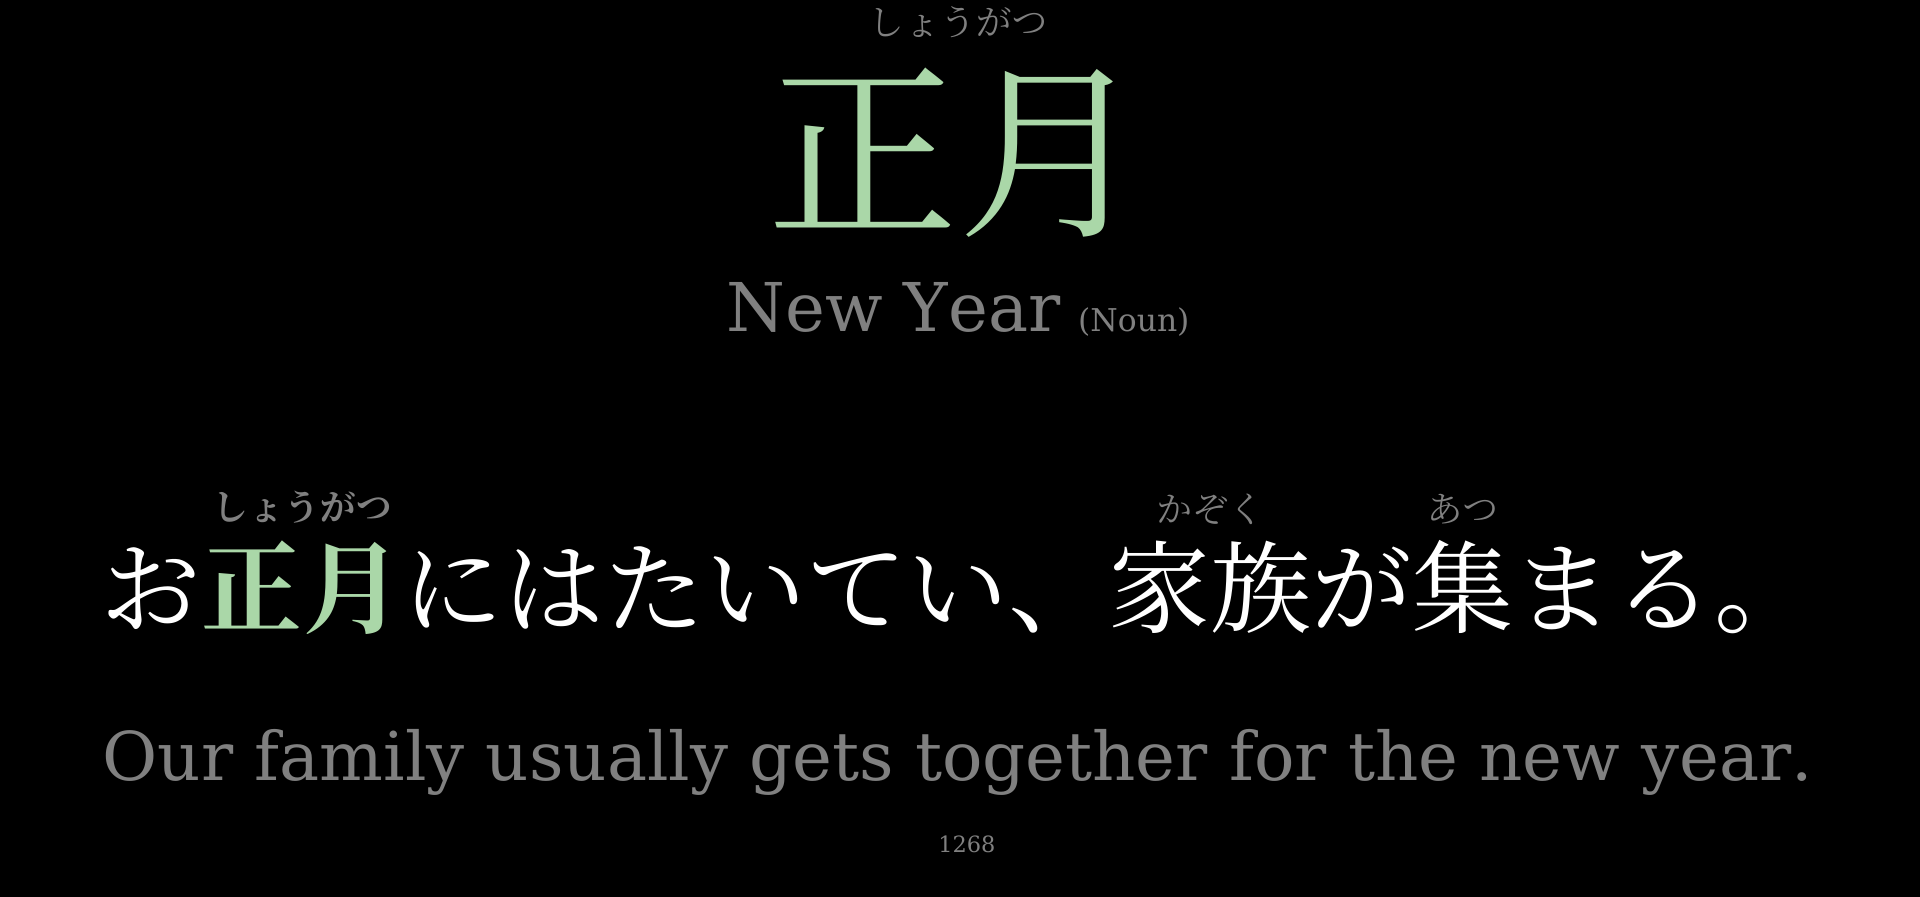 しょうがつ
正月
New Year (Noun)
しょうがつ かぞく あつ
お正月にはたいてい、家族が集まる。
Our family usually gets together for the new year.
1268